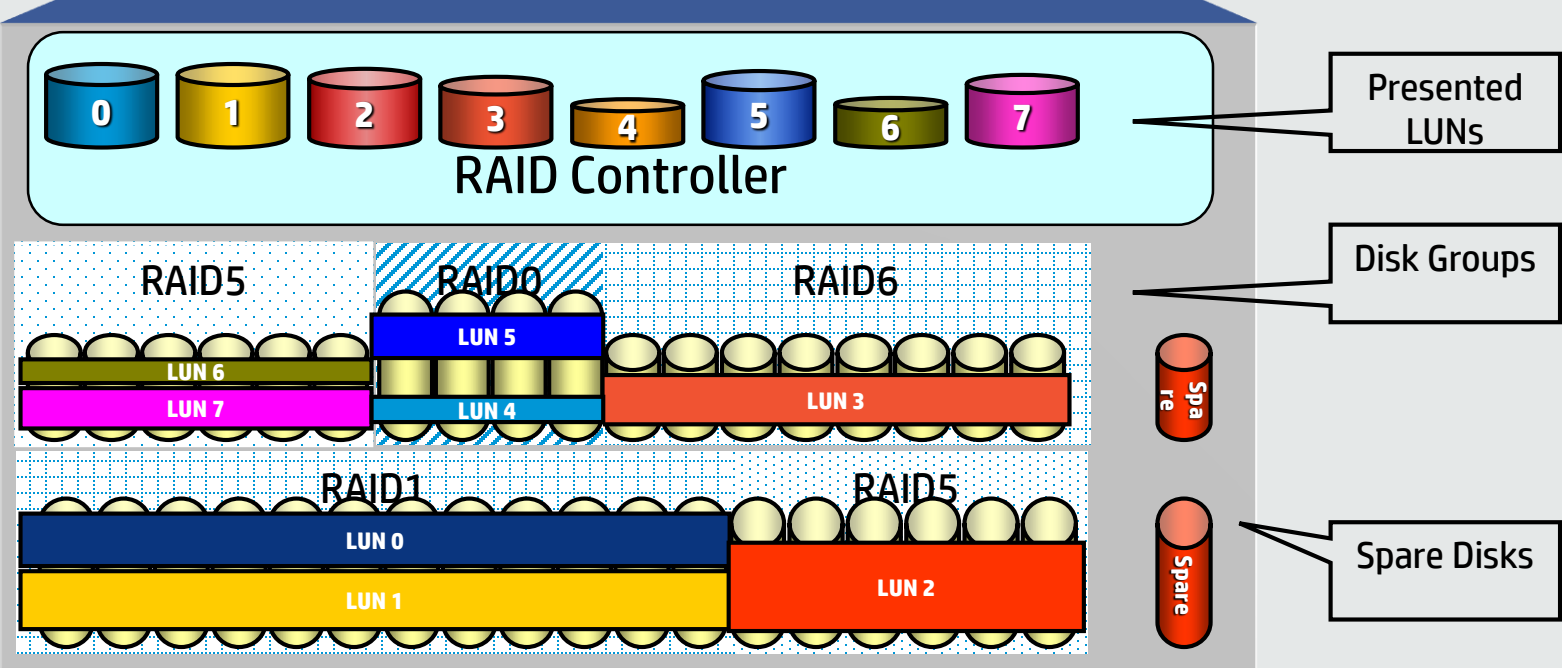 0 1 2 3 4 5 6 7
RAID Controller
Presented
LUNs
RAID5
RAID0
RAID6
Disk Groups
LUN 5
LUN 6
LUN 7
LUN 4
LUN 3
Spa
re
RAID1
RAID5
LUN 0
LUN 1
LUN 2
Spare
Spare Disks